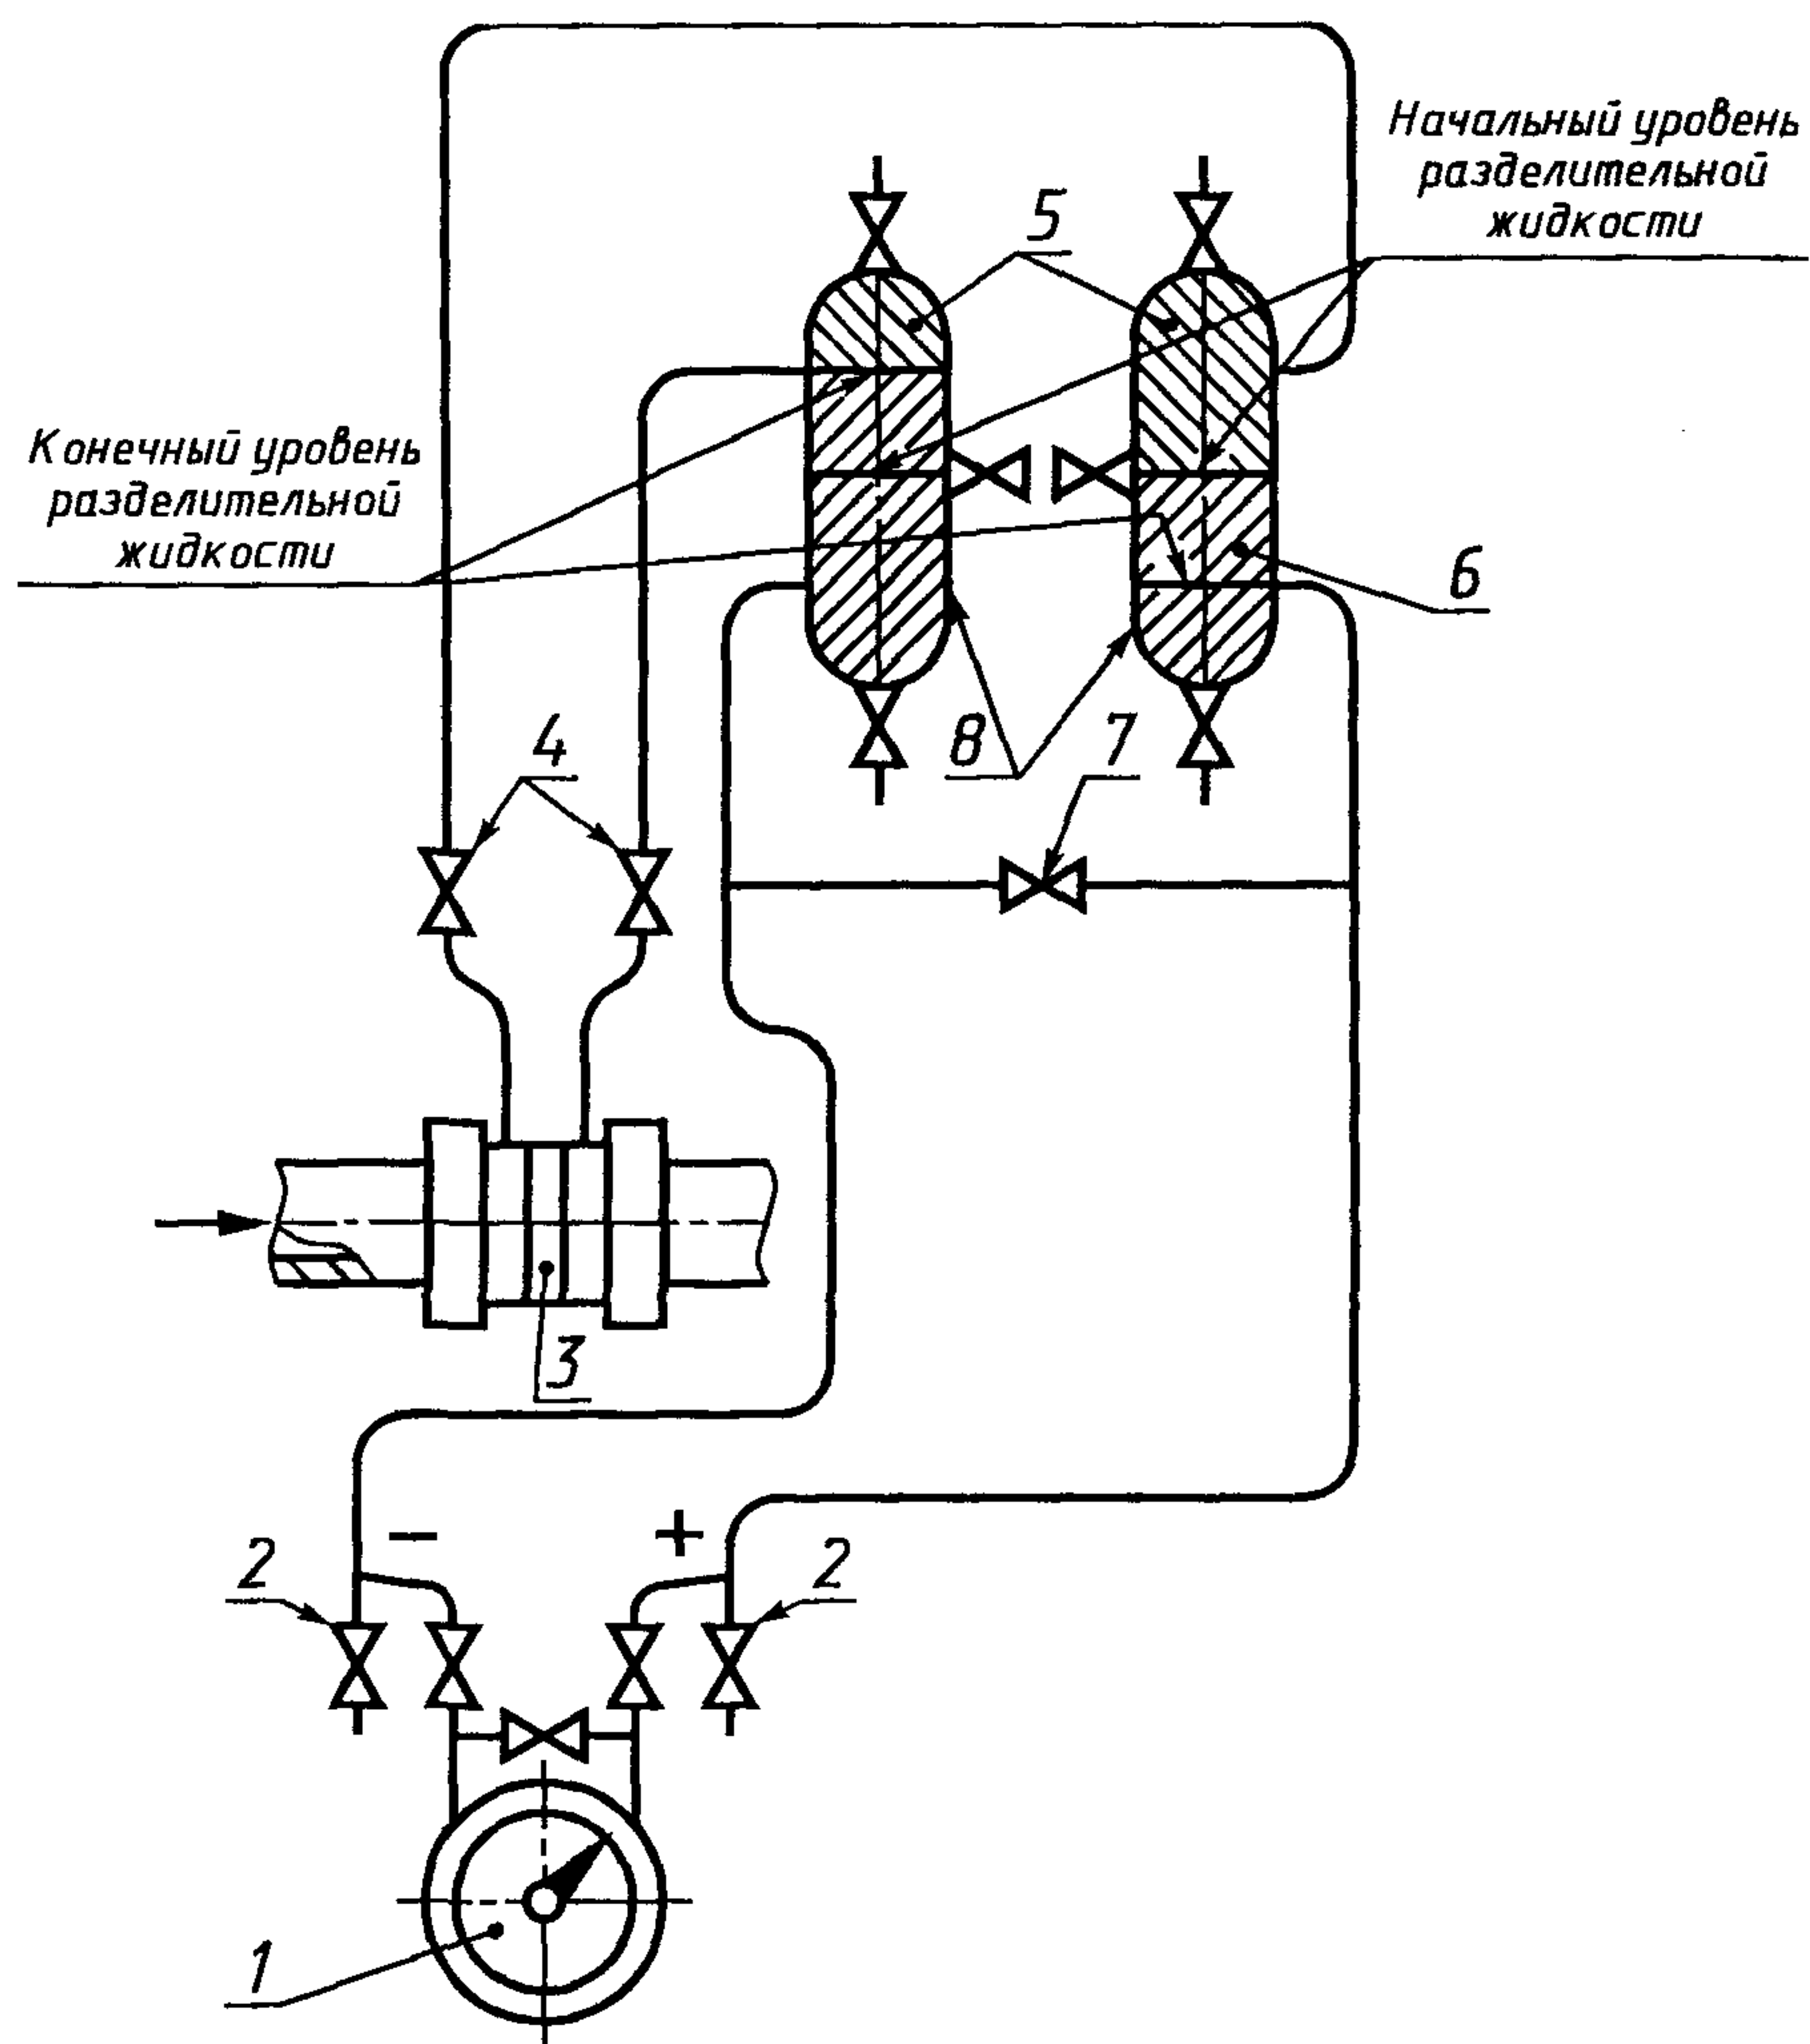 Начальный уровень
разделительной
жидкости
5
Конечный уровень
разделительной
жидкости
6
4
8
7
3
− +
2
2
1